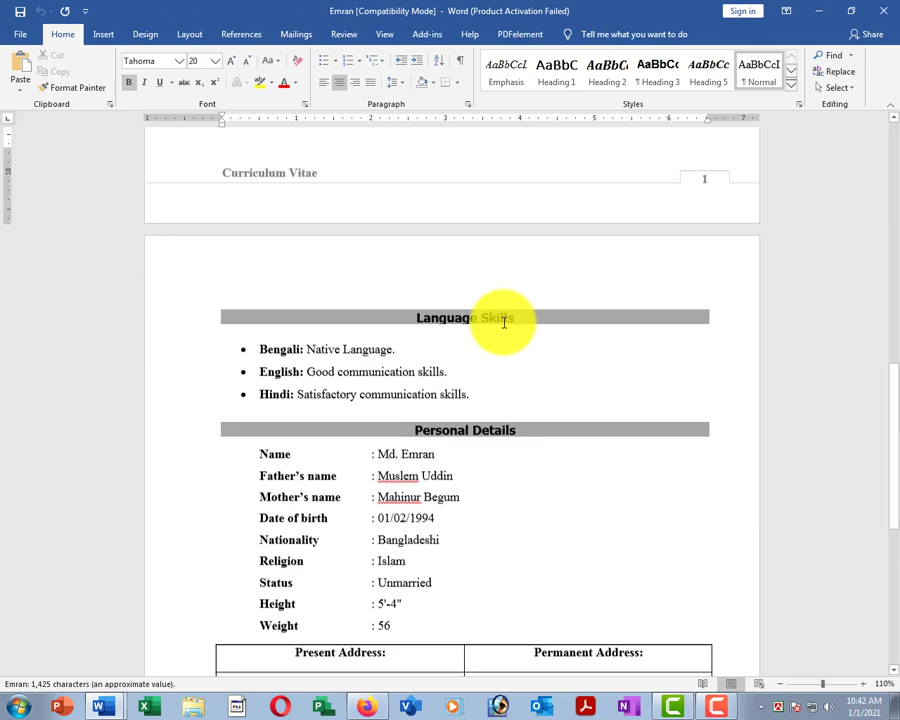 Emran [Compatibility Mode] - Word (Product Activation Failed)
Sign in
File Home Insert Design Layout References Mailings Review View Add-ins Help PDFelement Tell me what you want to do Share
Paste
Cut
Copy
Format Painter
Clipboard
Tahoma 20
Font
Paragraph
AaBbCcI AaBbC AaBbC AaBbCc AaBbCc AaBbCcI
Emphasis Heading 1 Heading 2 ¶ Heading 3 Heading 5 ¶ Normal
Styles
Find
Replace
Select
Editing
Curriculum Vitae 1
Language Skills
• Bengali: Native Language.
• English: Good communication skills.
• Hindi: Satisfactory communication skills.
Personal Details
Name : Md. Emran
Father's name : Muslem Uddin
Mother's name : Mahinur Begum
Date of birth : 01/02/1994
Nationality : Bangladeshi
Religion : Islam
Status : Unmarried
Height : 5'-4"
Weight : 56
Present Address: Permanent Address:
Emran: 1,425 characters (an approximate value).
110%
10:42 AM
1/1/2021